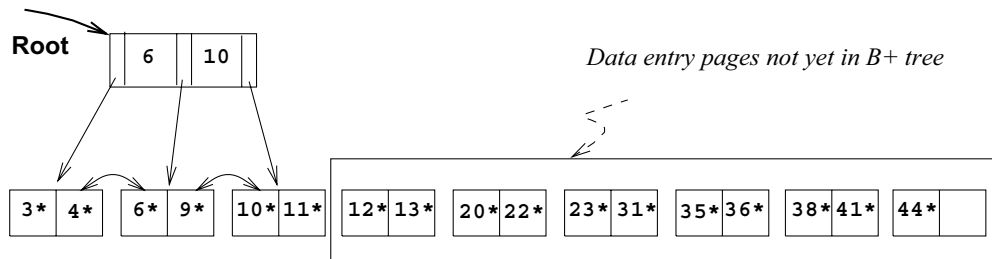 Root
6 10
Data entry pages not yet in B+ tree
3* 4* 6* 9* 10* 11* 12* 13* 20* 22* 23* 31* 35* 36* 38* 41* 44*